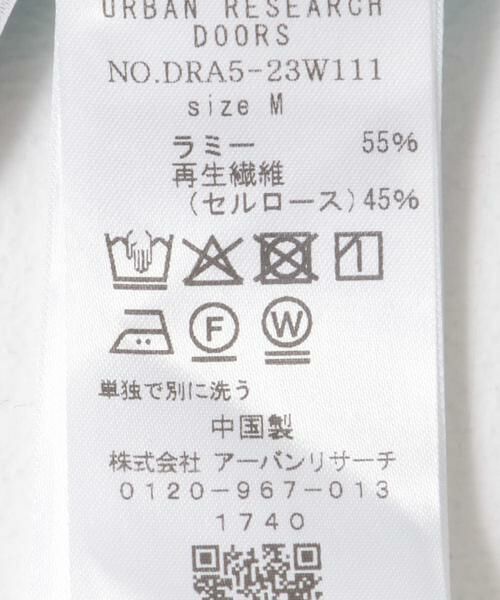 URBAN RESEARCH
DOORS
NO.DRA5-23W111
size M
ラミー 55%
再生繊維
(セルロース)45%
F W
単独で別に洗う
中国製
株式会社 アーバンリサーチ
0120-967-013
1740